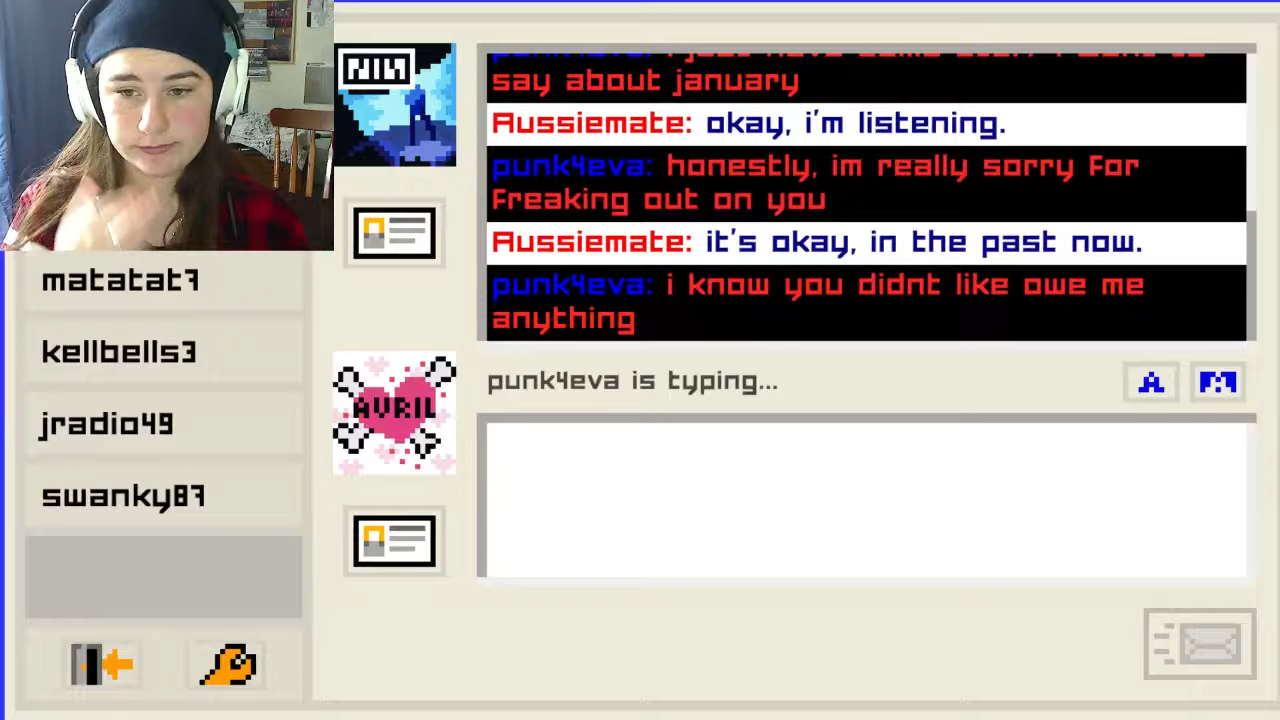 say about january
Aussiemate: okay, i'm listening.
punk4eva: honestly, im really sorry for
freaking out on you
Aussiemate: it's okay, in the past now.
punk4eva: i know you didnt like owe me
anything
matatat7
kellbells3
jradio49
swanky87
NIN
AVRIL
punk4eva is typing...
A